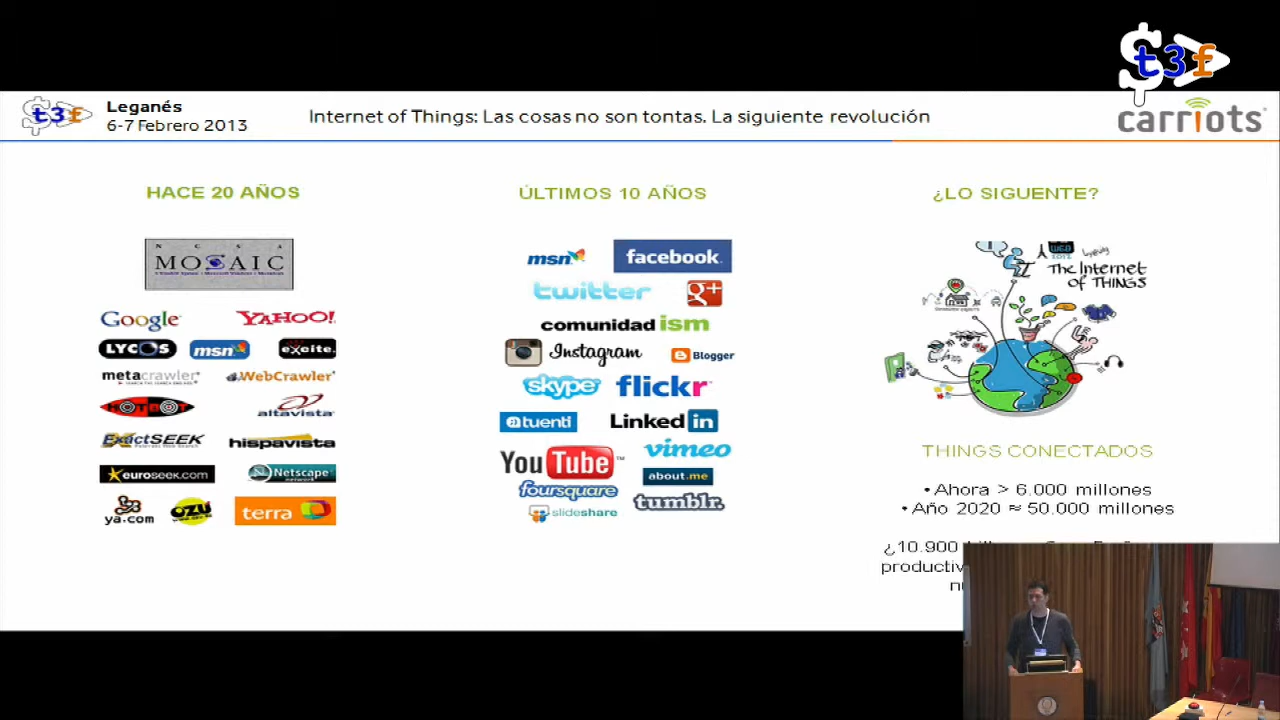 t3f
t3f
Leganés
6-7 Febrero 2013
Internet of Things: Las cosas no son tontas. La siguiente revolución
carriots
HACE 20 AÑOS
N C S A
MOSAIC
Google YAHOO!
LYCOS msn excite.
metacrawler WebCrawler
HOTBOT altavista
ExactSEEK hispavista
euroseek.com Netscape
network
ya.com OZU terra
ÚLTIMOS 10 AÑOS
msn facebook
twitter g+
comunidad ism
Instagram Blogger
skype flickr
@tuenti Linked in
YouTube vimeo
about.me
foursquare tumblr.
slideshare
¿LO SIGUENTE?
The Internet
of THINGS
THINGS CONECTADOS
• Ahora > 6.000 millones
• Año 2020 ≈ 50.000 millones
¿10.900